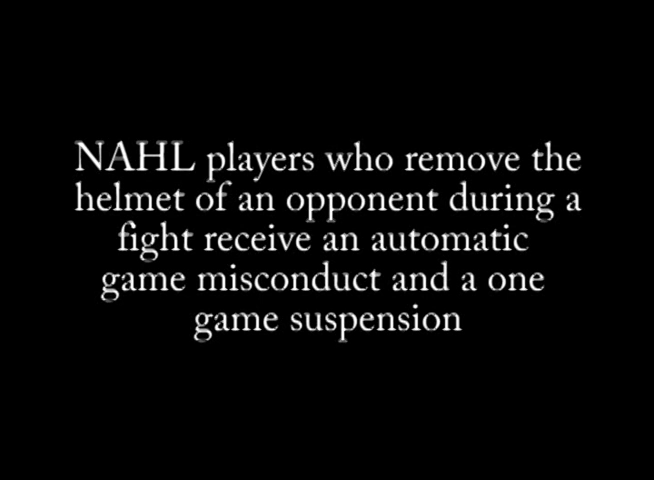 NAHL players who remove the
helmet of an opponent during a
fight receive an automatic
game misconduct and a one
game suspension